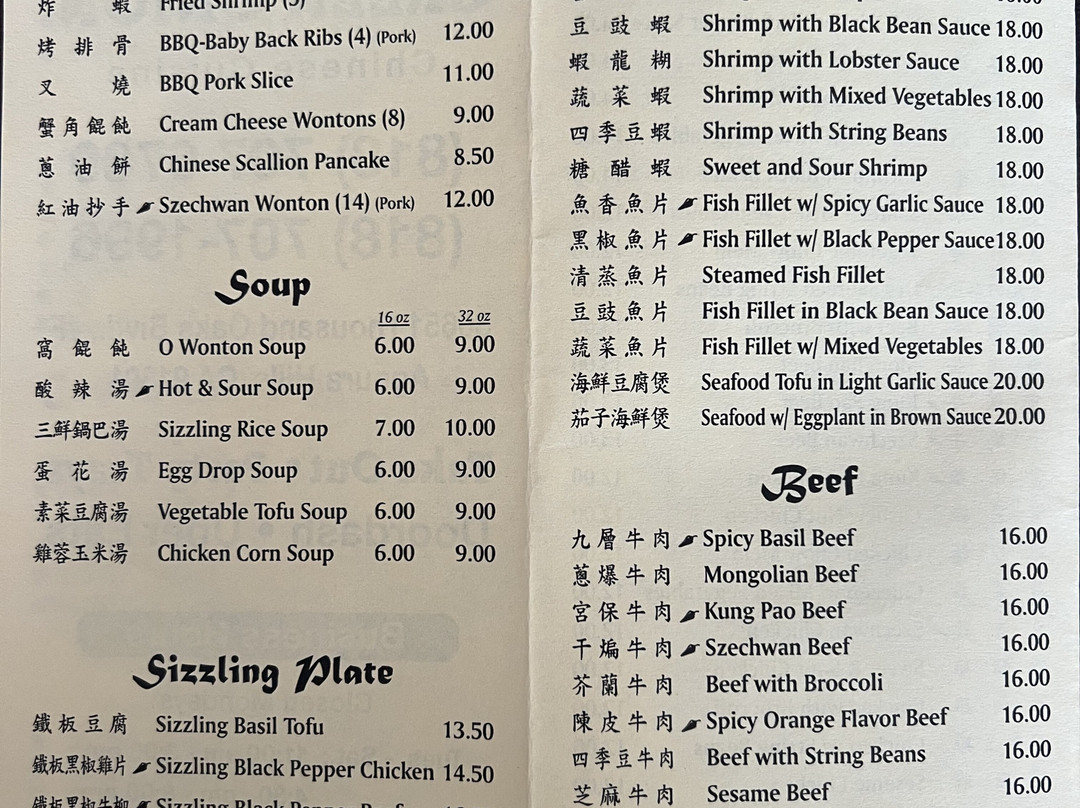 炸 蝦 Fried Shrimp (5)
烤排骨 BBQ-Baby Back Ribs (4) (Pork) 12.00
叉燒 BBQ Pork Slice 11.00
蟹角餛飩 Cream Cheese Wontons (8) 9.00
蔥油餅 Chinese Scallion Pancake 8.50
紅油抄手 Szechwan Wonton (14) (Pork) 12.00
Soup
16 oz 32 oz
窩餛飩 O Wonton Soup 6.00 9.00
酸辣湯 Hot & Sour Soup 6.00 9.00
三鮮鍋巴湯 Sizzling Rice Soup 7.00 10.00
蛋花湯 Egg Drop Soup 6.00 9.00
素菜豆腐湯 Vegetable Tofu Soup 6.00 9.00
雞蓉玉米湯 Chicken Corn Soup 6.00 9.00
Sizzling Plate
鐵板豆腐 Sizzling Basil Tofu 13.50
鐵板黑椒雞片 Sizzling Black Pepper Chicken 14.50
鐵板黑椒牛柳 Sizzling Black Pepper Beef
豆豉蝦 Shrimp with Black Bean Sauce 18.00
蝦龍糊 Shrimp with Lobster Sauce 18.00
蔬菜蝦 Shrimp with Mixed Vegetables 18.00
四季豆蝦 Shrimp with String Beans 18.00
糖醋蝦 Sweet and Sour Shrimp 18.00
魚香魚片 Fish Fillet w/ Spicy Garlic Sauce 18.00
黑椒魚片 Fish Fillet w/ Black Pepper Sauce 18.00
清蒸魚片 Steamed Fish Fillet 18.00
豆豉魚片 Fish Fillet in Black Bean Sauce 18.00
蔬菜魚片 Fish Fillet w/ Mixed Vegetables 18.00
海鮮豆腐煲 Seafood Tofu in Light Garlic Sauce 20.00
茄子海鮮煲 Seafood w/ Eggplant in Brown Sauce 20.00
Beef
九層牛肉 Spicy Basil Beef 16.00
蔥爆牛肉 Mongolian Beef 16.00
宮保牛肉 Kung Pao Beef 16.00
干煸牛肉 Szechwan Beef 16.00
芥蘭牛肉 Beef with Broccoli 16.00
陳皮牛肉 Spicy Orange Flavor Beef 16.00
四季豆牛肉 Beef with String Beans 16.00
芝麻牛肉 Sesame Beef 16.00